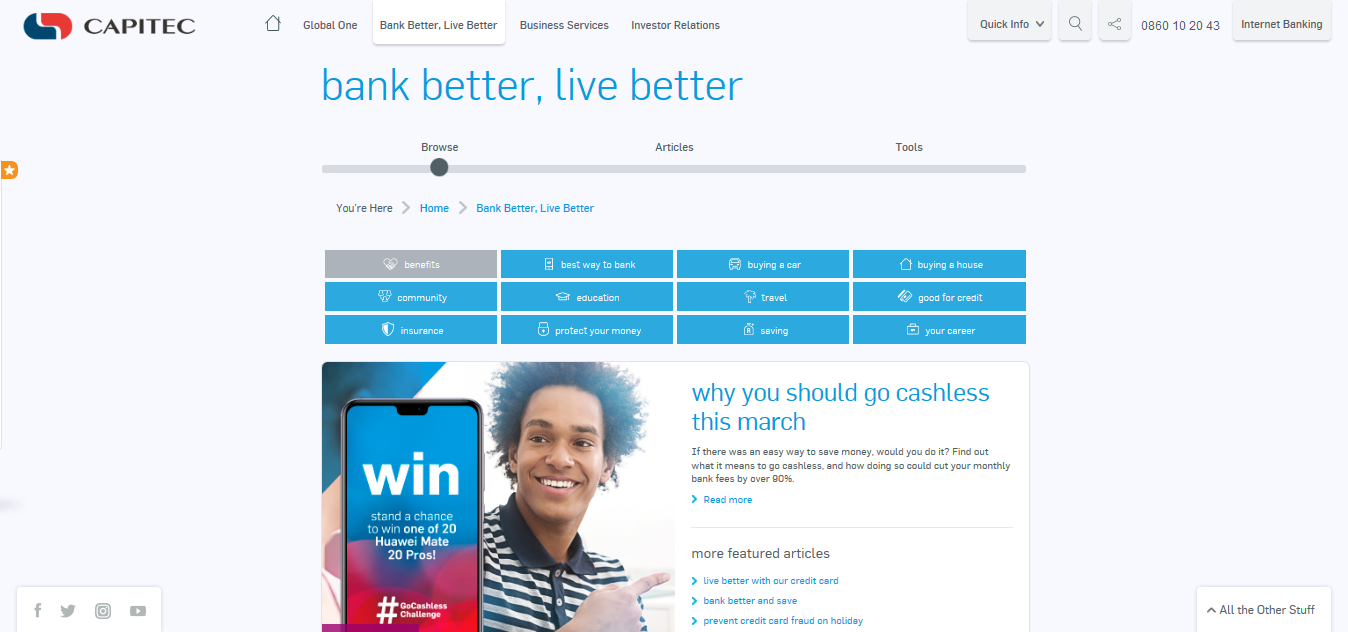 CAPITEC
Global One
Bank Better, Live Better
Business Services
Investor Relations
Quick Info
0860 10 20 43
Internet Banking
bank better, live better
Browse
Articles
Tools
You're Here
Home
Bank Better, Live Better
benefits
best way to bank
buying a car
buying a house
community
education
travel
good for credit
insurance
protect your money
saving
your career
win
stand a chance
to win one of 20
Huawei Mate
20 Pros!
#GoCashless
Challenge
why you should go cashless
this march
If there was an easy way to save money, would you do it? Find out
what it means to go cashless, and how doing so could cut your monthly
bank fees by over 90%.
Read more
more featured articles
live better with our credit card
bank better and save
prevent credit card fraud on holiday
All the Other Stuff